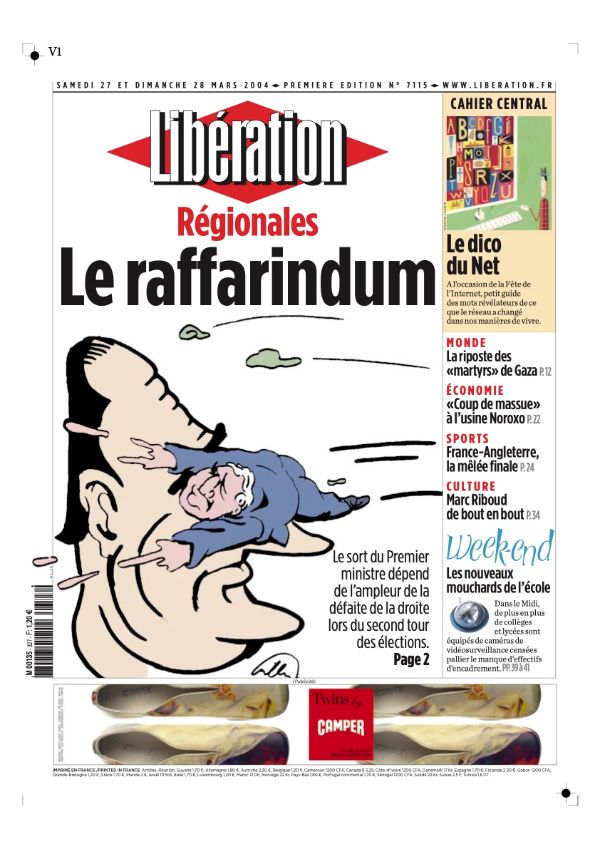 V1
SAMEDI 27 ET DIMANCHE 28 MARS 2004 PREMIERE EDITION N° 7115 WWW.LIBERATION.FR
Libération
Régionales
Le raffarindum
Le sort du Premier
ministre dépend
de l'ampleur de la
défaite de la droite
lors du second tour
des élections.
Page 2
CAHIER CENTRAL
Le dico
du Net
A l'occasion de la Fête de
l'Internet, petit guide
des mots révélateurs de ce
que le réseau a changé
dans nos manières de vivre.
MONDE
La riposte des
«martyrs» de Gaza P.12
ÉCONOMIE
«Coup de massue»
à l'usine Noroxo P.22
SPORTS
France-Angleterre,
la mêlée finale P.24
CULTURE
Marc Riboud
de bout en bout P.34
Week-end
Les nouveaux
mouchards de l'école
Dans le Midi,
de plus en plus
de collèges
et lycées sont
équipés de caméras de
vidéosurveillance censées
pallier le manque d'effectifs
d'encadrement. PP. 39 à 41
M 00135 - 327 - F: 1,20 €
(Publicité)
CAMPER
Twins by
CAMPER
CAMPER
IMPRIMÉ EN FRANCE / PRINTED IN FRANCE